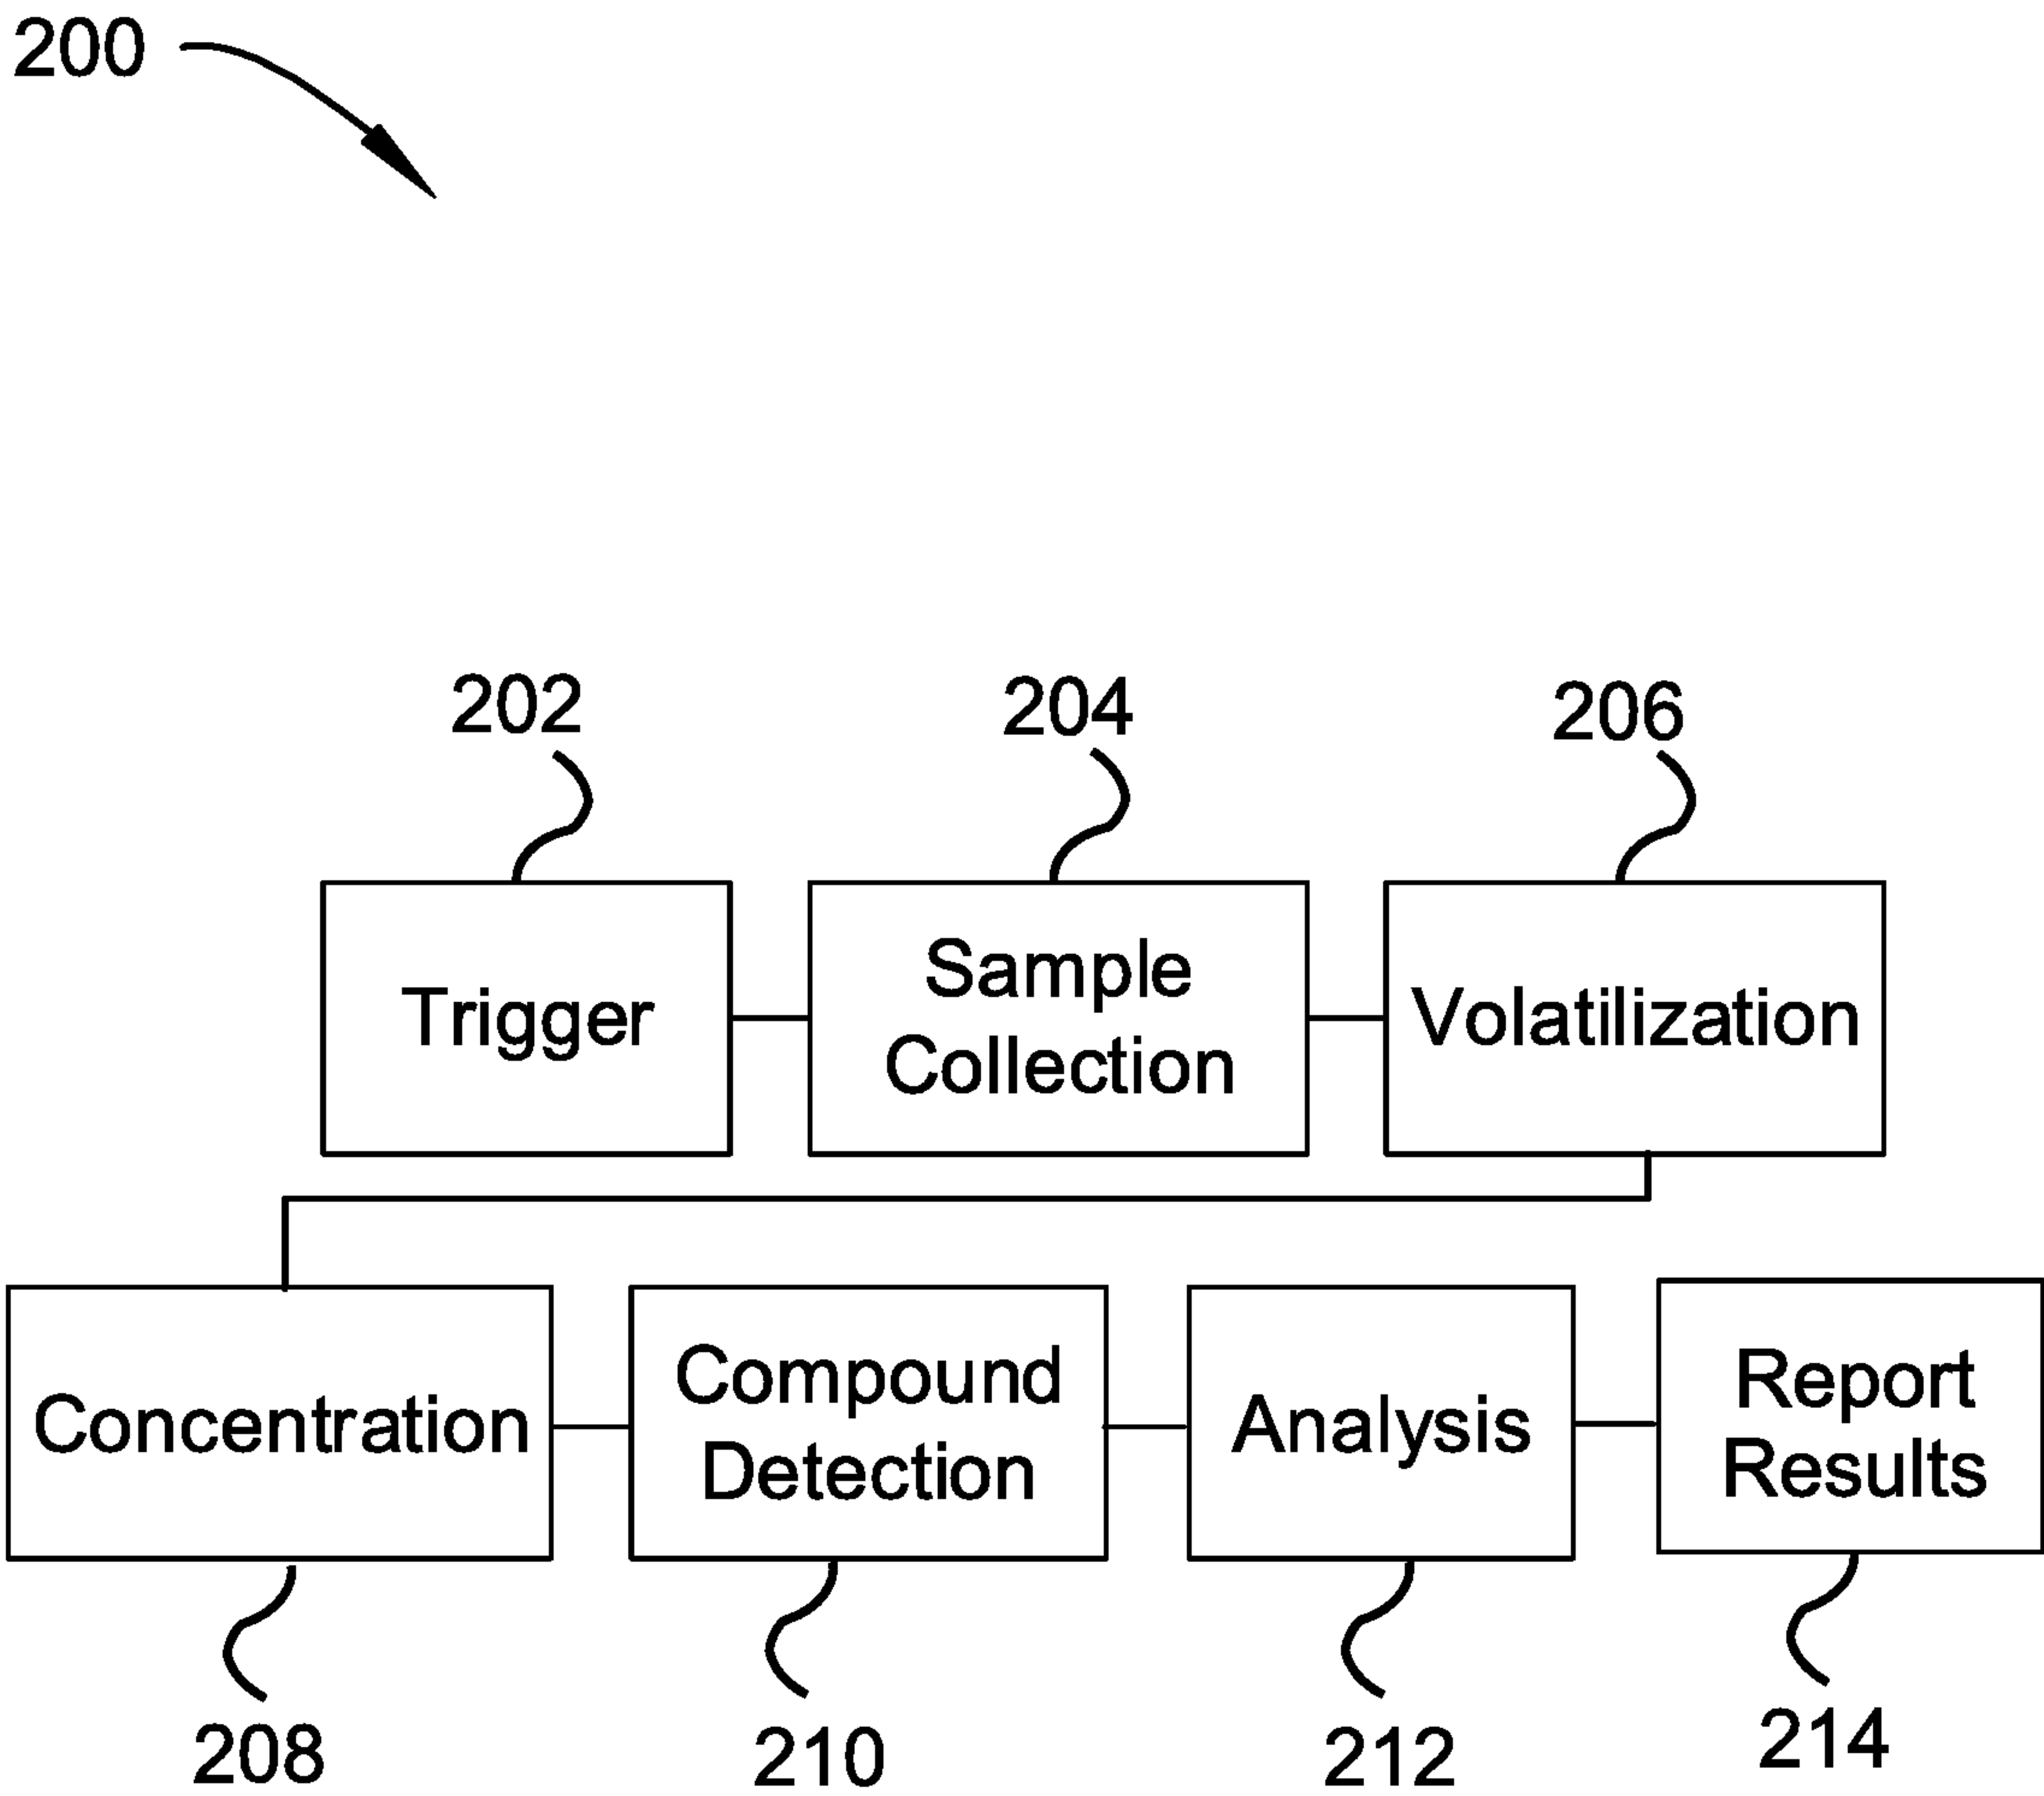 200
202
204
206
Trigger
Sample
Collection
Volatilization
Concentration
Compound
Detection
Analysis
Report
Results
208
210
212
214